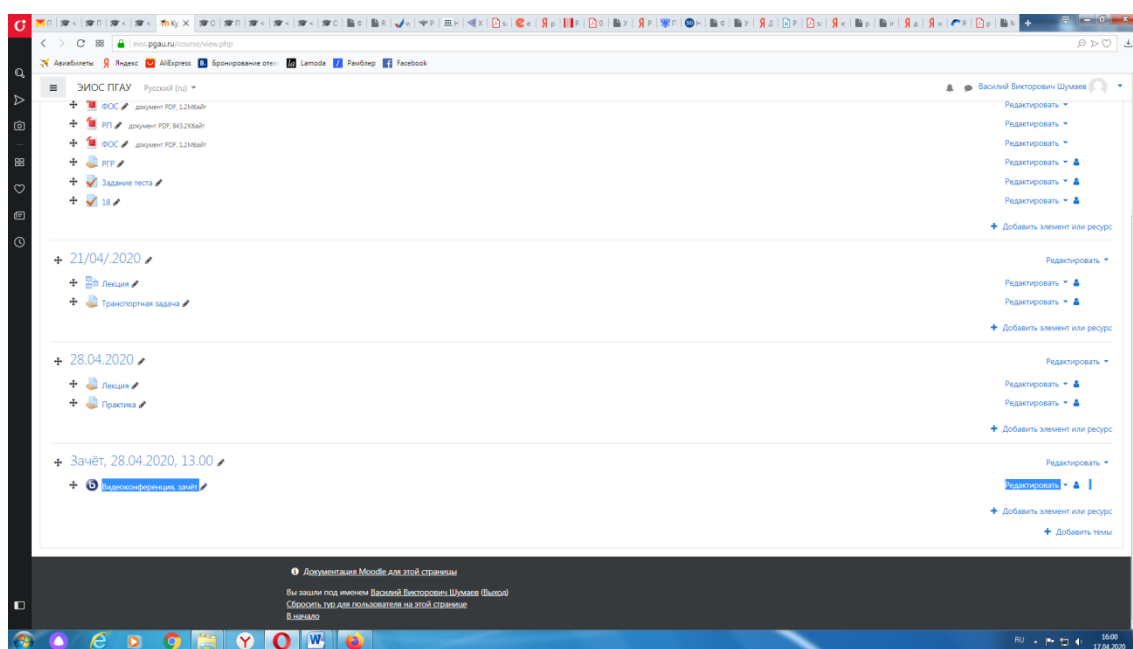 eios.pgau.ru/course/view.php
Авиабилеты Яндекс AliExpress Бронирование отел Lamoda Рамблер Facebook
ЭИОС ПГАУ Русский (ru) Василий Викторович Шумаев
ФОС документ PDF, 1.2Мбайт Редактировать
РП документ PDF, 843.2Кбайт Редактировать
ФОС документ PDF, 1.2Мбайт Редактировать
РГР Редактировать
Задание теста Редактировать
18 Редактировать
+ Добавить элемент или ресурс
21/04/.2020 Редактировать
Лекция Редактировать
Транспортная задача Редактировать
+ Добавить элемент или ресурс
28.04.2020 Редактировать
Лекция Редактировать
Практика Редактировать
+ Добавить элемент или ресурс
Зачёт, 28.04.2020, 13.00 Редактировать
Видеоконференция, зачёт Редактировать
+ Добавить элемент или ресурс
+ Добавить темы
Документация Moodle для этой страницы
Вы зашли под именем Василий Викторович Шумаев (Выход)
Сбросить тур для пользователя на этой странице
В начало
RU 16:00
17.04.2020